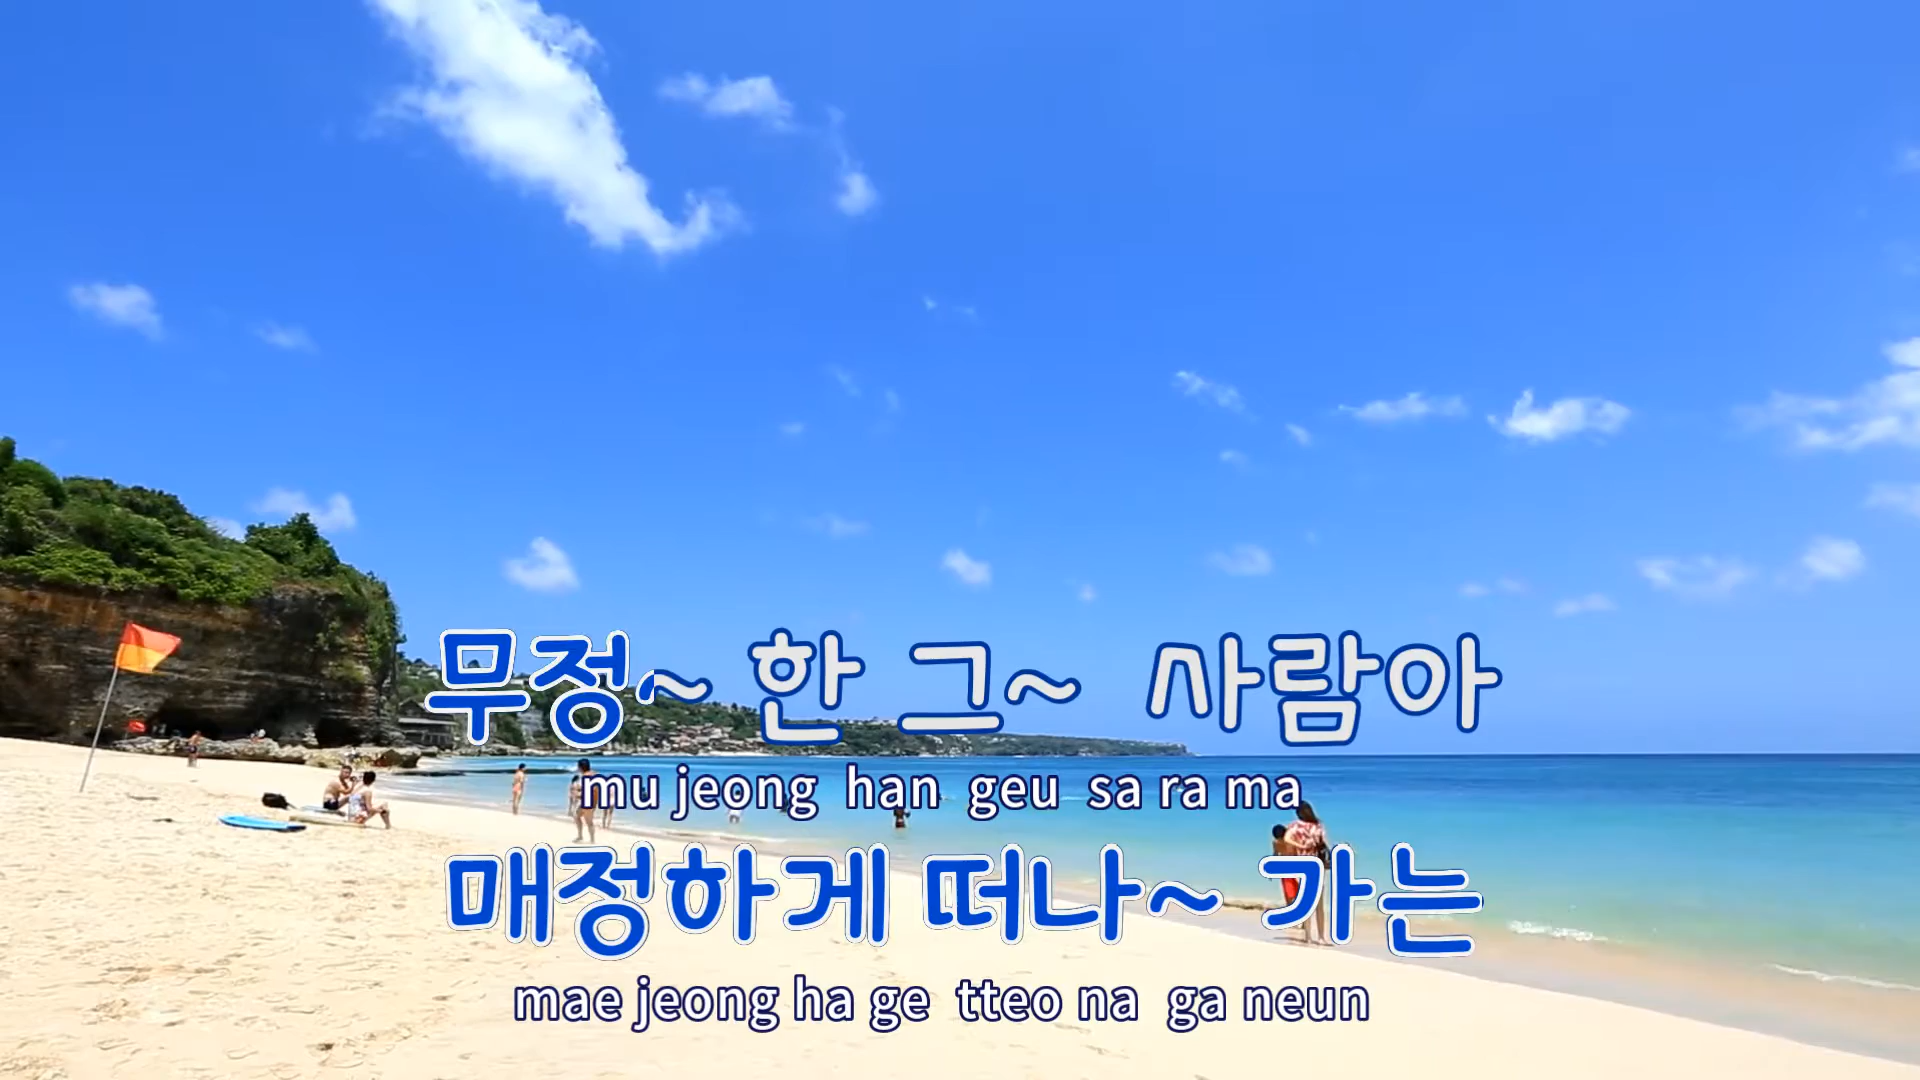 무정~ 한 그~ 사람아
mu jeong han geu sa ra ma
매정하게 떠나~ 가는
mae jeong ha ge tteo na ga neun